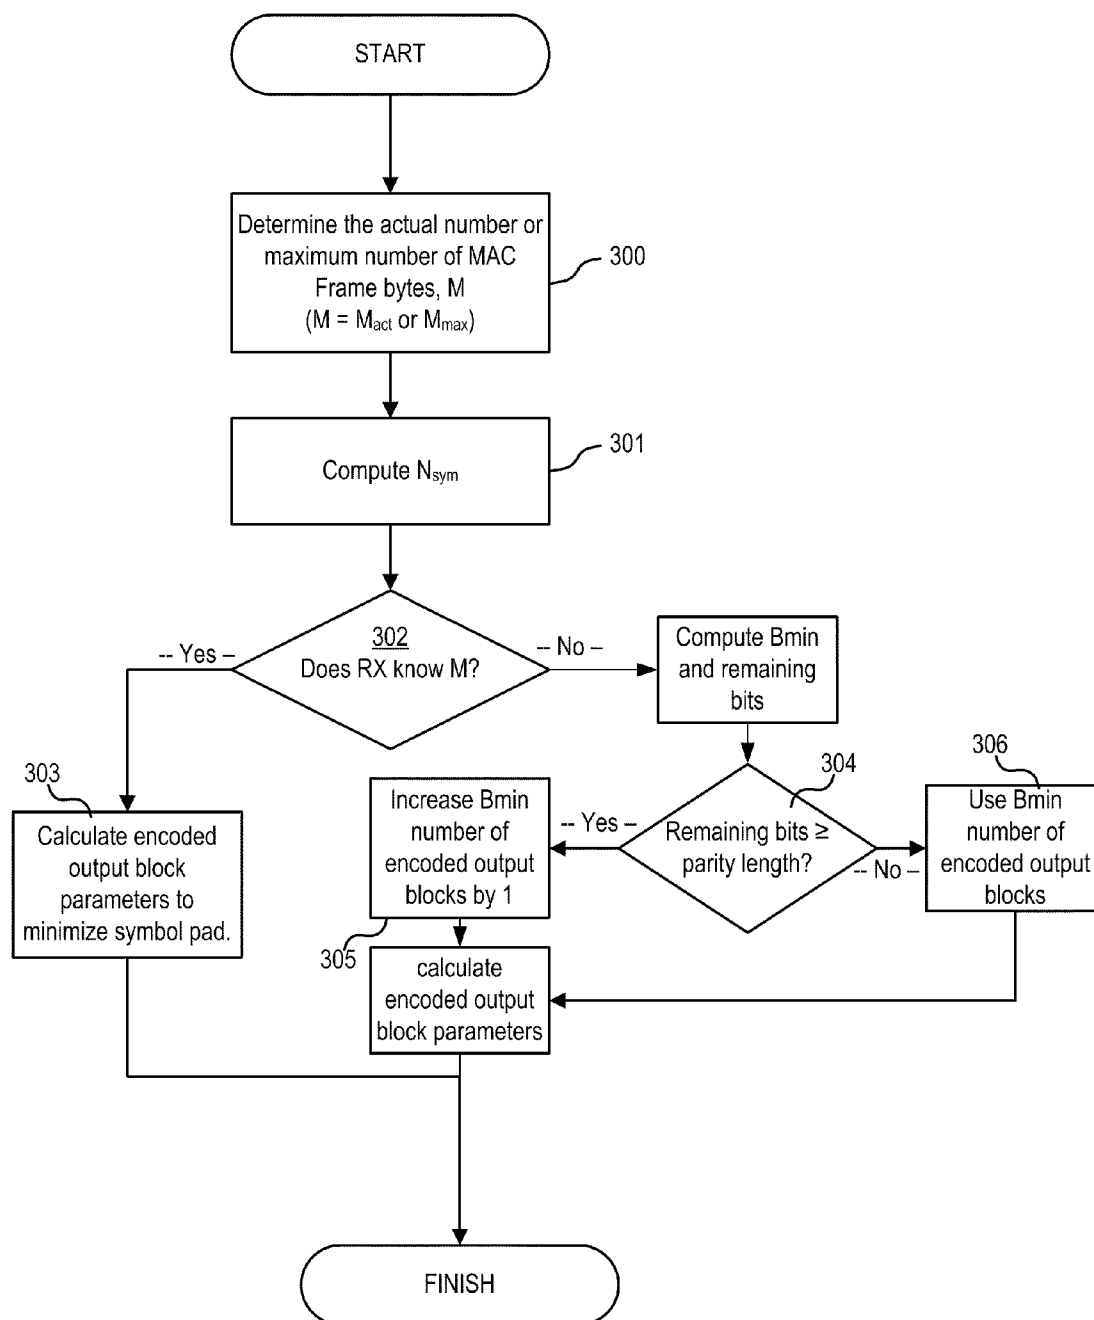 START
Determine the actual number or
maximum number of MAC
Frame bytes, M
(M = Mact or Mmax)
300
Compute Nsym
301
302
Does RX know M?
-- Yes –
-- No –
Compute Bmin
and remaining
bits
303
Calculate encoded
output block
parameters to
minimize symbol pad.
304
Remaining bits ≥
parity length?
-- Yes –
-- No –
Increase Bmin
number of
encoded output
blocks by 1
305
306
Use Bmin
number of
encoded output
blocks
calculate
encoded output
block parameters
FINISH